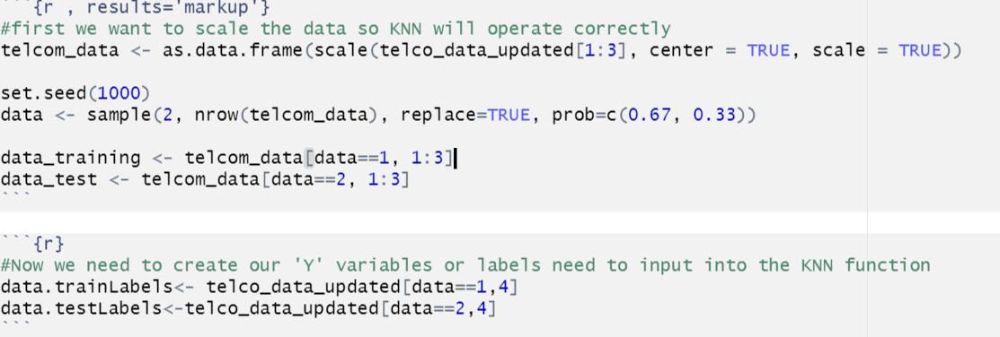 ```{r , results='markup'}
#first we want to scale the data so KNN will operate correctly
telcom_data <- as.data.frame(scale(telco_data_updated[1:3], center = TRUE, scale = TRUE))
set.seed(1000)
data <- sample(2, nrow(telcom_data), replace=TRUE, prob=c(0.67, 0.33))
data_training <- telcom_data[data==1, 1:3]
data_test <- telcom_data[data==2, 1:3]
```
```{r}
#Now we need to create our 'Y' variables or labels need to input into the KNN function
data.trainLabels<- telco_data_updated[data==1,4]
data.testLabels<-telco_data_updated[data==2,4]
```